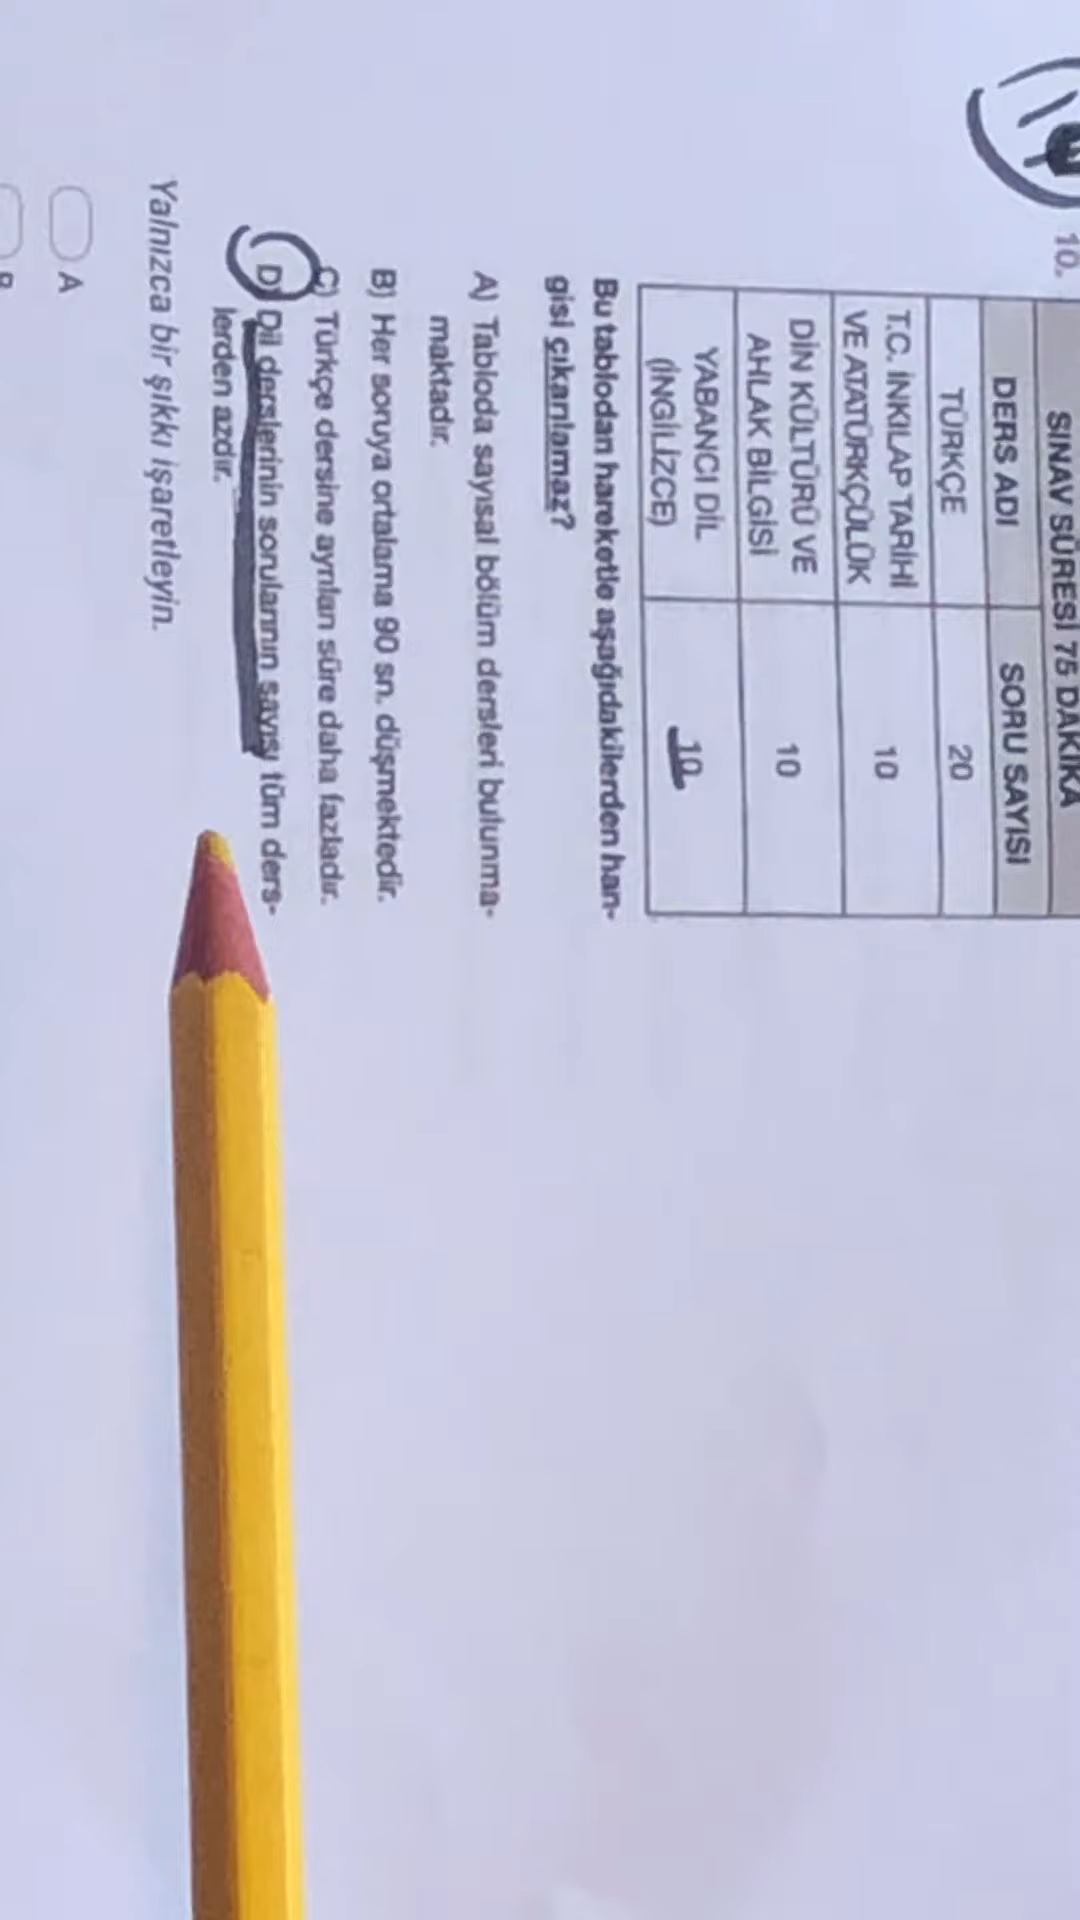 10.
SINAV SÜRESİ 75 DAKİKA
DERS ADI SORU SAYISI
TÜRKÇE 20
T.C. İNKILAP TARİHİ
VE ATATÜRKÇÜLÜK 10
DİN KÜLTÜRÜ VE
AHLAK BİLGİSİ 10
YABANCI DİL
(İNGİLİZCE) 10
Bu tablodan hareketle aşağıdakilerden han-
gisi çıkarılamaz?
A) Tabloda sayısal bölüm dersleri bulunma-
maktadır.
B) Her soruya ortalama 90 sn. düşmektedir.
C) Türkçe dersine ayrılan süre daha fazladır.
D) Dil derslerinin sorularının sayısı tüm ders-
lerden azdır.
Yalnızca bir şıkkı işaretleyin.
A